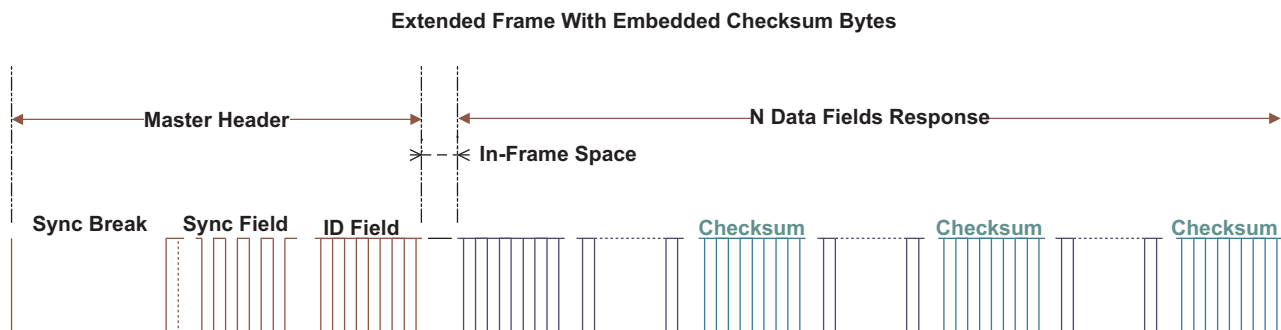 Extended Frame With Embedded Checksum Bytes
Master Header
N Data Fields Response
In-Frame Space
Sync Break
Sync Field
ID Field
Checksum
Checksum
Checksum